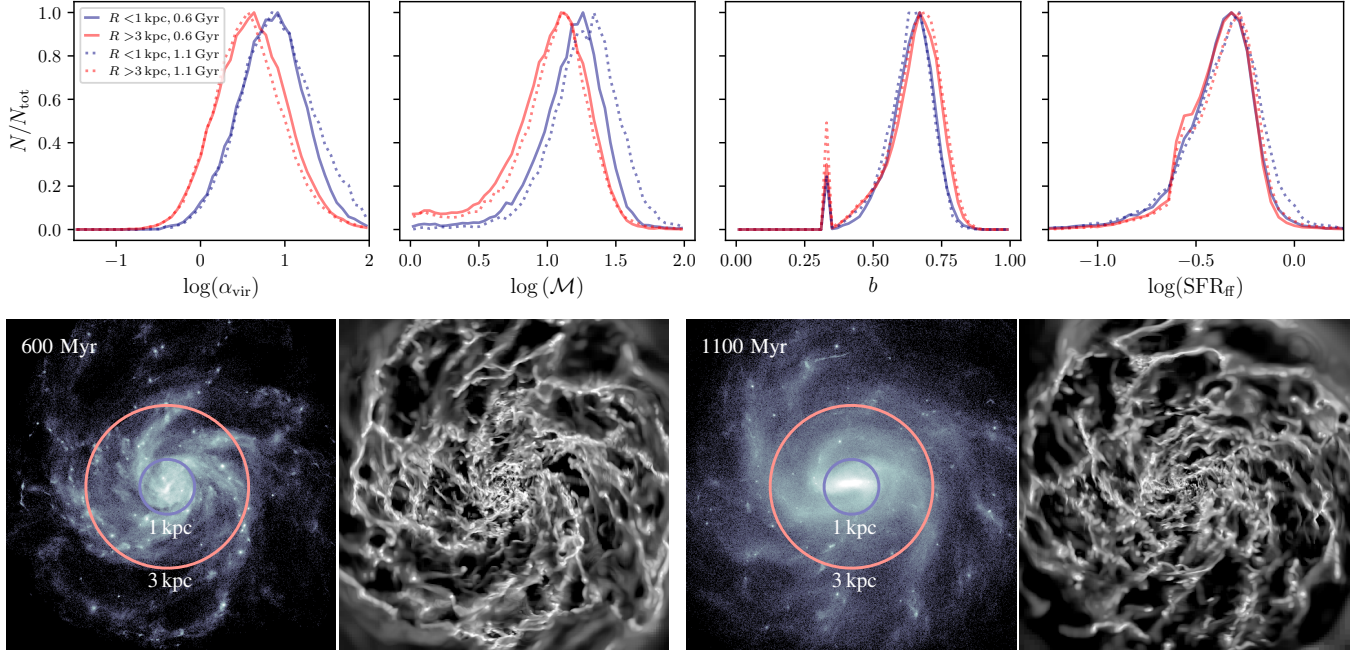 R < 1 kpc, 0.6 Gyr
R > 3 kpc, 0.6 Gyr
R < 1 kpc, 1.1 Gyr
R > 3 kpc, 1.1 Gyr
N/N_tot
1.0
0.8
0.6
0.4
0.2
0.0
−1 0 1 2
0.0 0.5 1.0 1.5 2.0
0.00 0.25 0.50 0.75 1.00
−1.0 −0.5 0.0
log(α_vir)
log (ℳ)
b
log(SFR_ff)
600 Myr
1 kpc
3 kpc
1100 Myr
1 kpc
3 kpc